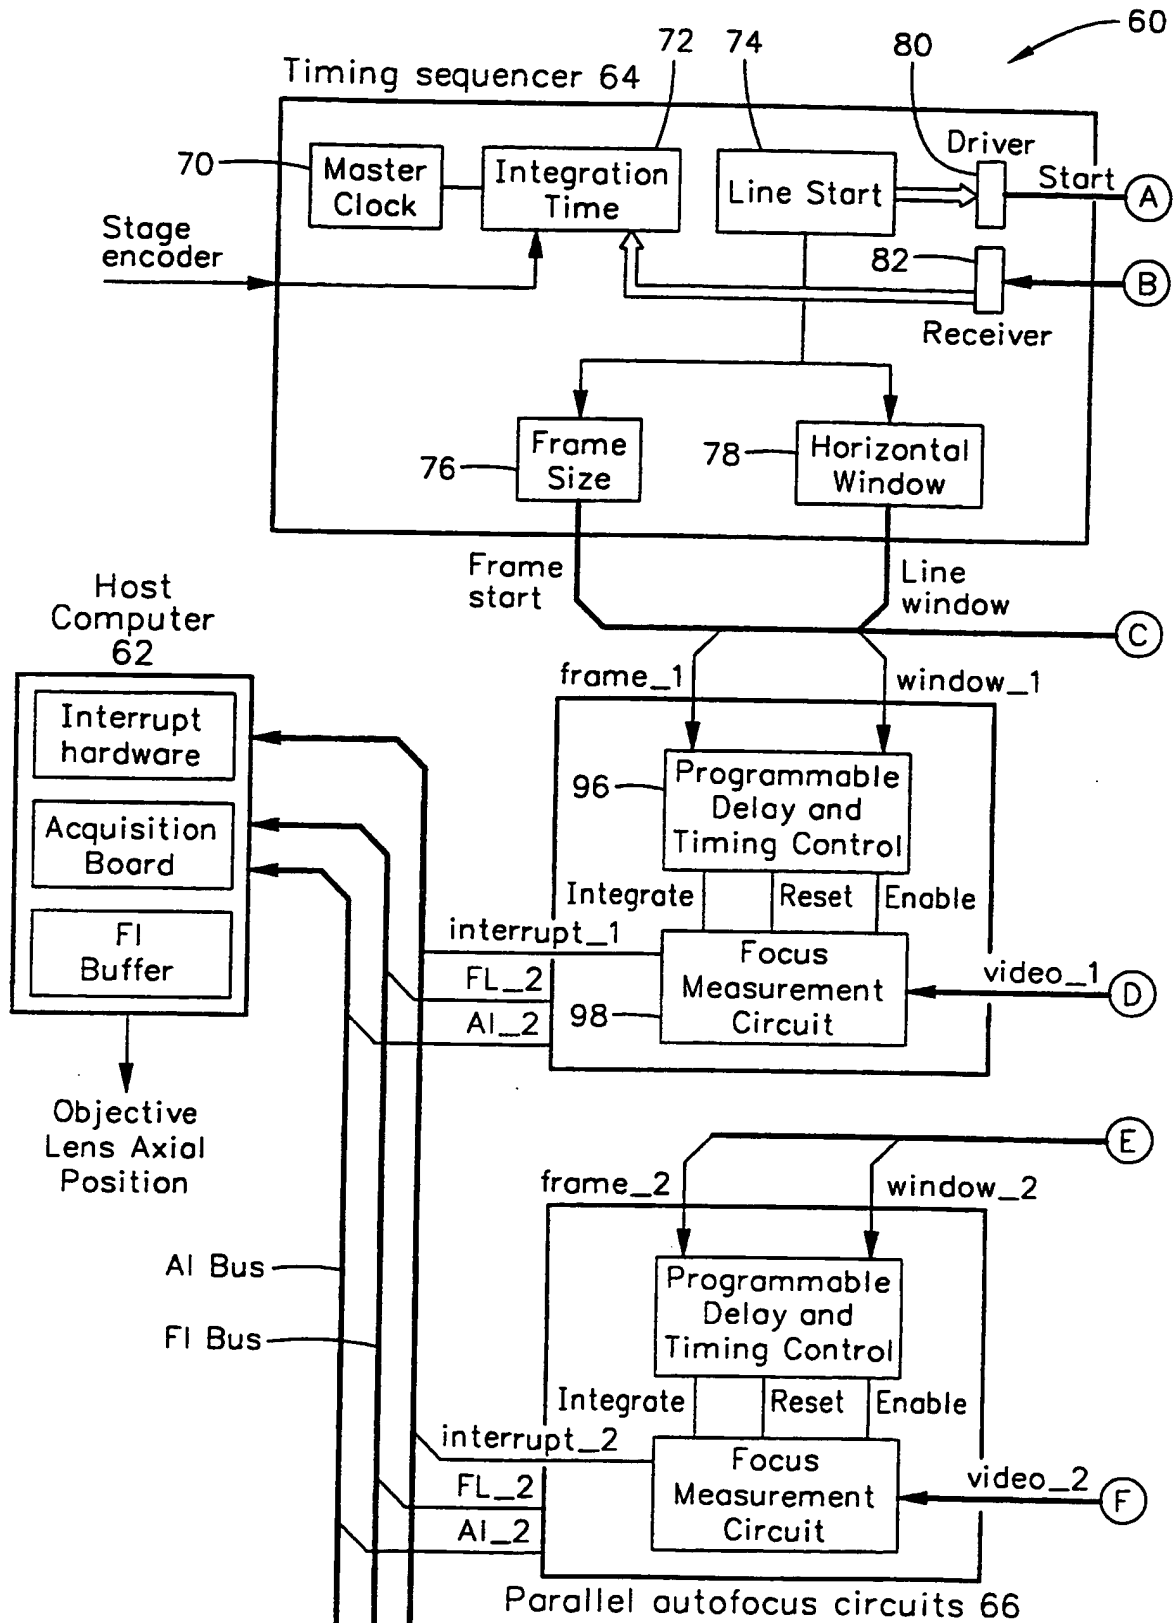 60
72
74
80
Timing sequencer 64
Driver
70
Master
Clock
Integration
Time
Line Start
Start
A
Stage
encoder
82
B
Receiver
76
Frame
Size
78
Horizontal
Window
Frame
start
Line
window
C
Host
Computer
62
frame_1
window_1
Interrupt
hardware
96
Programmable
Delay and
Timing Control
Acquisition
Board
Integrate
Reset
Enable
FI
Buffer
interrupt_1
Focus
Measurement
Circuit
video_1
D
FL_2
AI_2
98
Objective
Lens Axial
Position
E
frame_2
window_2
AI Bus
FI Bus
Programmable
Delay and
Timing Control
Integrate
Reset
Enable
interrupt_2
Focus
Measurement
Circuit
video_2
F
FL_2
AI_2
Parallel autofocus circuits 66